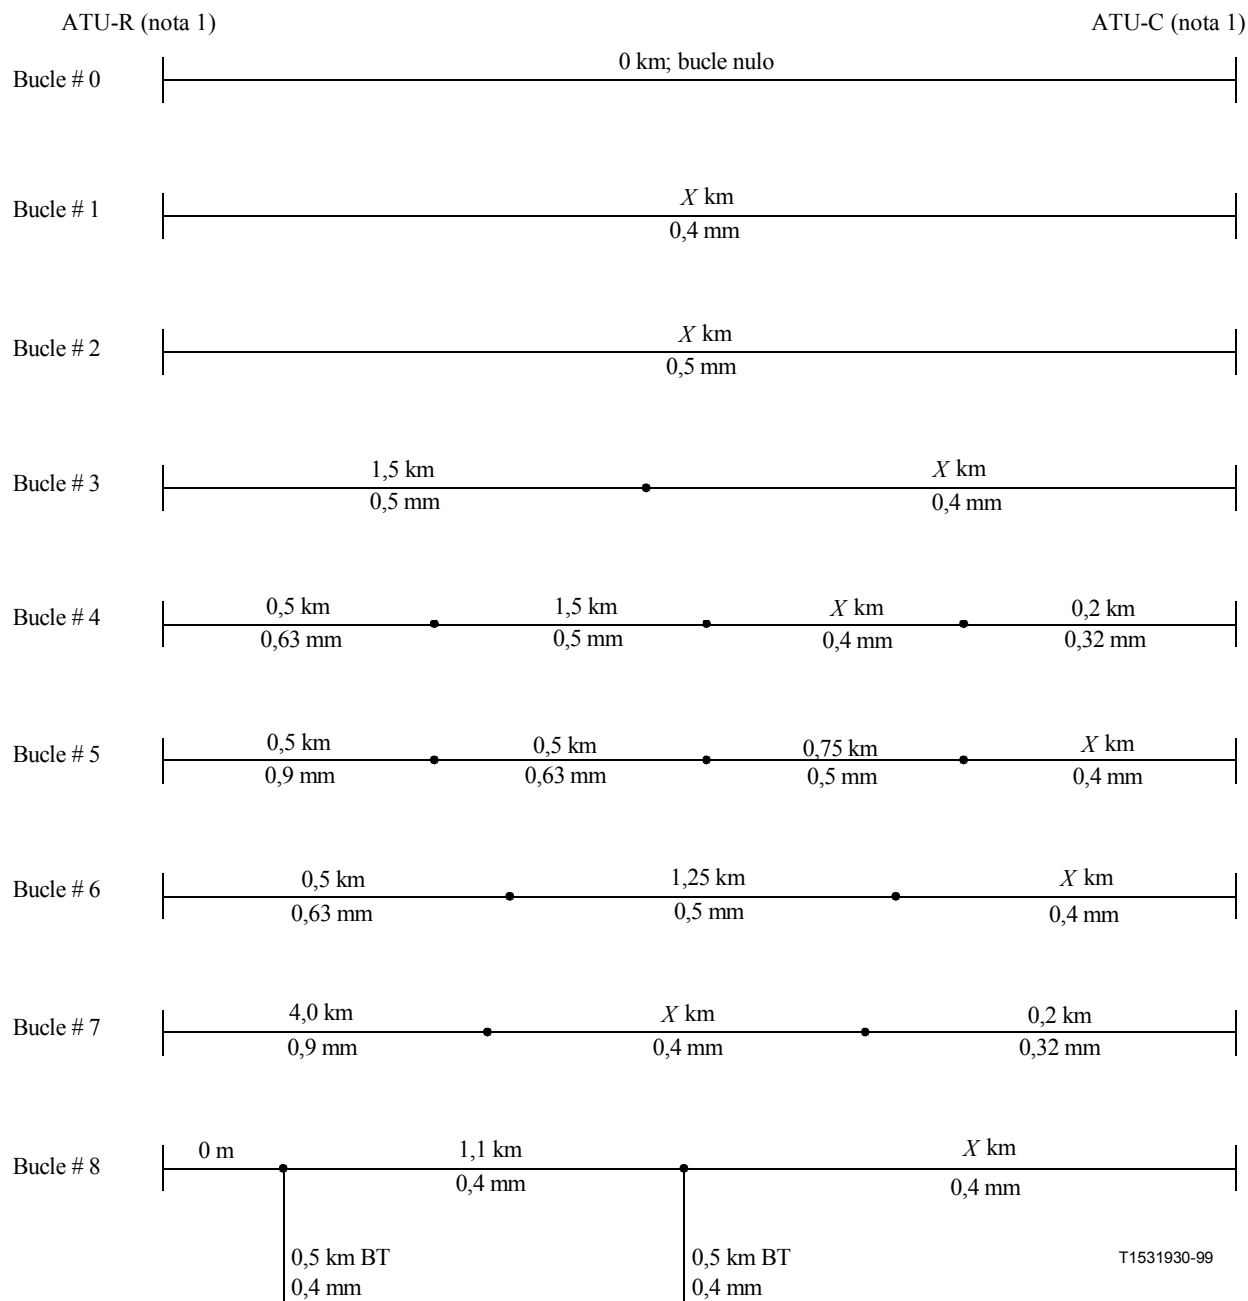 ATU-R (nota 1) ATU-C (nota 1)
Bucle # 0
0 km; bucle nulo
Bucle # 1
X km
0,4 mm
Bucle # 2
X km
0,5 mm
Bucle # 3
1,5 km X km
0,5 mm 0,4 mm
Bucle # 4
0,5 km 1,5 km X km 0,2 km
0,63 mm 0,5 mm 0,4 mm 0,32 mm
Bucle # 5
0,5 km 0,5 km 0,75 km X km
0,9 mm 0,63 mm 0,5 mm 0,4 mm
Bucle # 6
0,5 km 1,25 km X km
0,63 mm 0,5 mm 0,4 mm
Bucle # 7
4,0 km X km 0,2 km
0,9 mm 0,4 mm 0,32 mm
Bucle # 8
0 m 1,1 km X km
0,4 mm 0,4 mm
0,5 km BT 0,5 km BT
0,4 mm 0,4 mm
T1531930-99